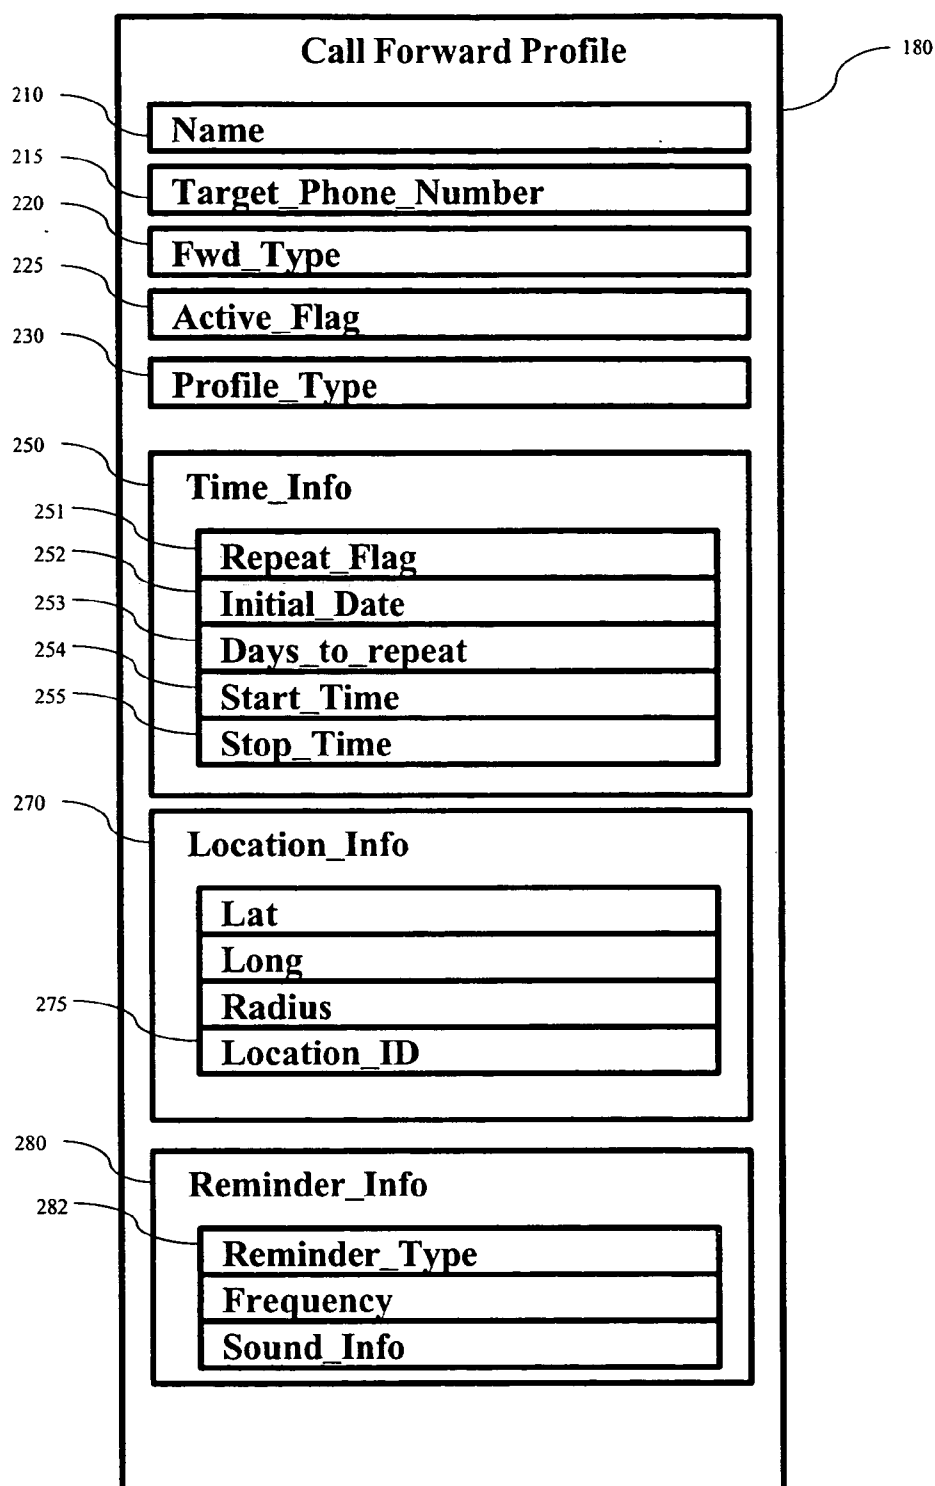 Call Forward Profile
180
210
Name
215
Target_Phone_Number
220
Fwd_Type
225
Active_Flag
230
Profile_Type
250
Time_Info
251
Repeat_Flag
252
Initial_Date
253
Days_to_repeat
254
Start_Time
255
Stop_Time
270
Location_Info
Lat
Long
Radius
275
Location_ID
280
Reminder_Info
282
Reminder_Type
Frequency
Sound_Info